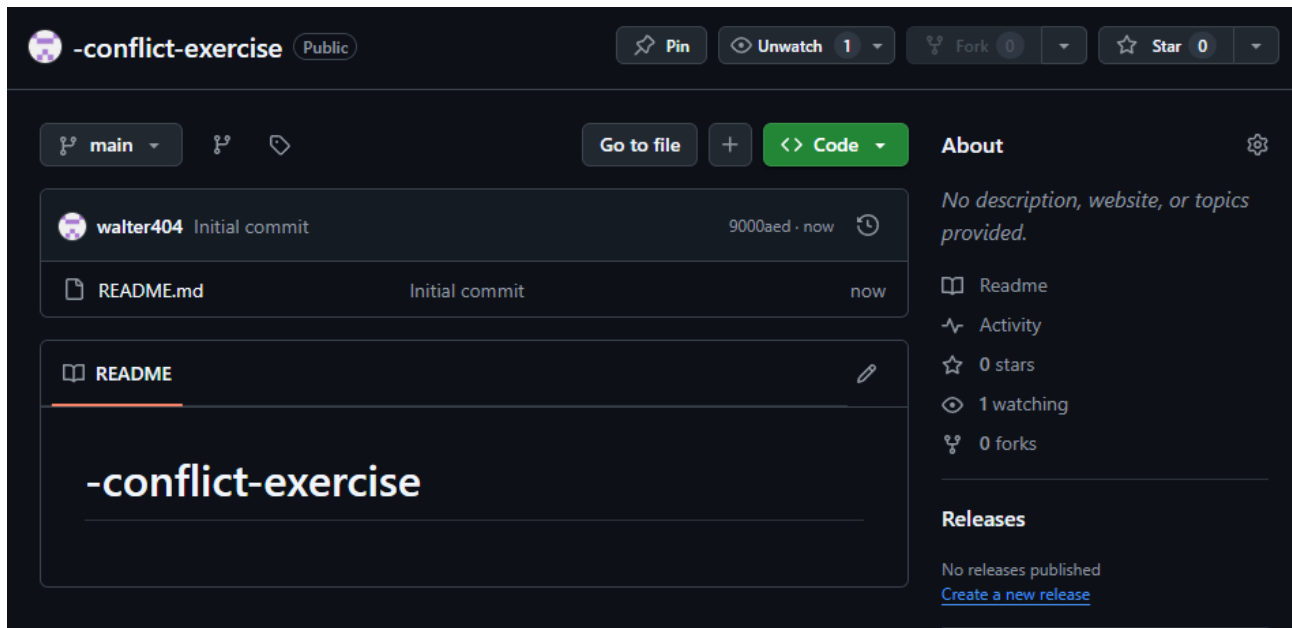 -conflict-exercise Public Pin Unwatch 1 Fork 0 Star 0
main Go to file + <> Code
walter404 Initial commit 9000aed · now
README.md Initial commit now
README
-conflict-exercise
About
No description, website, or topics
provided.
Readme
Activity
0 stars
1 watching
0 forks
Releases
No releases published
Create a new release